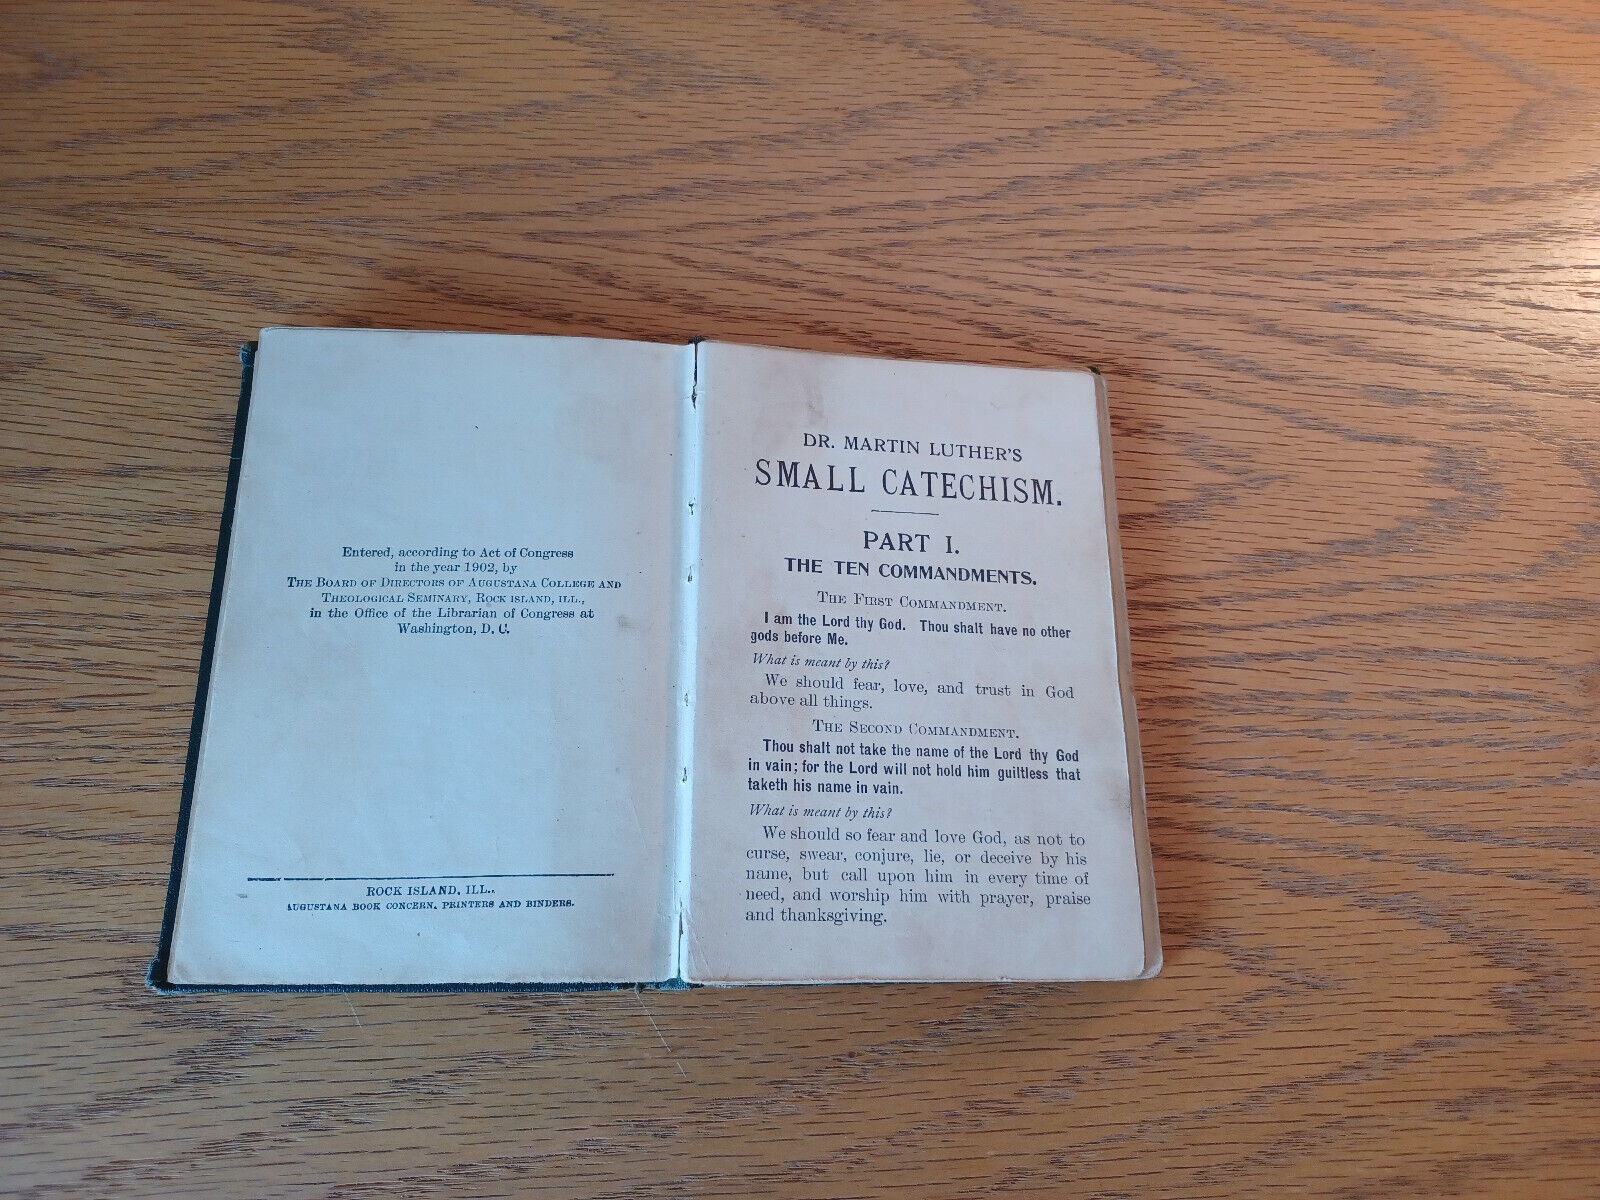 Entered, according to Act of Congress
in the year 1902, by
THE BOARD OF DIRECTORS OF AUGUSTANA COLLEGE AND
THEOLOGICAL SEMINARY, ROCK ISLAND, ILL.,
in the Office of the Librarian of Congress at
Washington, D. C.
ROCK ISLAND, ILL.,
AUGUSTANA BOOK CONCERN, PRINTERS AND BINDERS.
DR. MARTIN LUTHER'S
SMALL CATECHISM.
PART I.
THE TEN COMMANDMENTS.
THE FIRST COMMANDMENT.
I am the Lord thy God. Thou shalt have no other
gods before Me.
What is meant by this?
We should fear, love, and trust in God
above all things.
THE SECOND COMMANDMENT.
Thou shalt not take the name of the Lord thy God
in vain; for the Lord will not hold him guiltless that
taketh his name in vain.
What is meant by this?
We should so fear and love God, as not to
curse, swear, conjure, lie, or deceive by his
name, but call upon him in every time of
need, and worship him with prayer, praise
and thanksgiving.